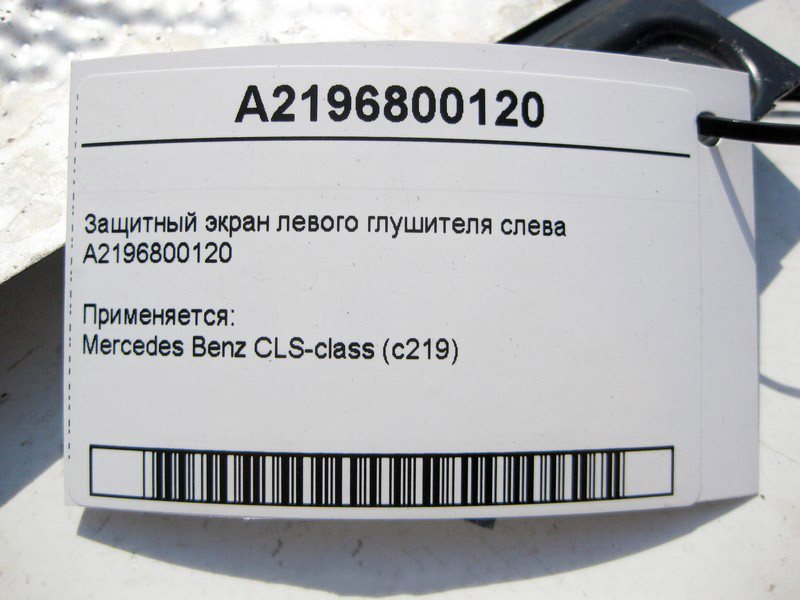 A2196800120
Защитный экран левого глушителя слева
A2196800120
Применяется:
Mercedes Benz CLS-class (c219)